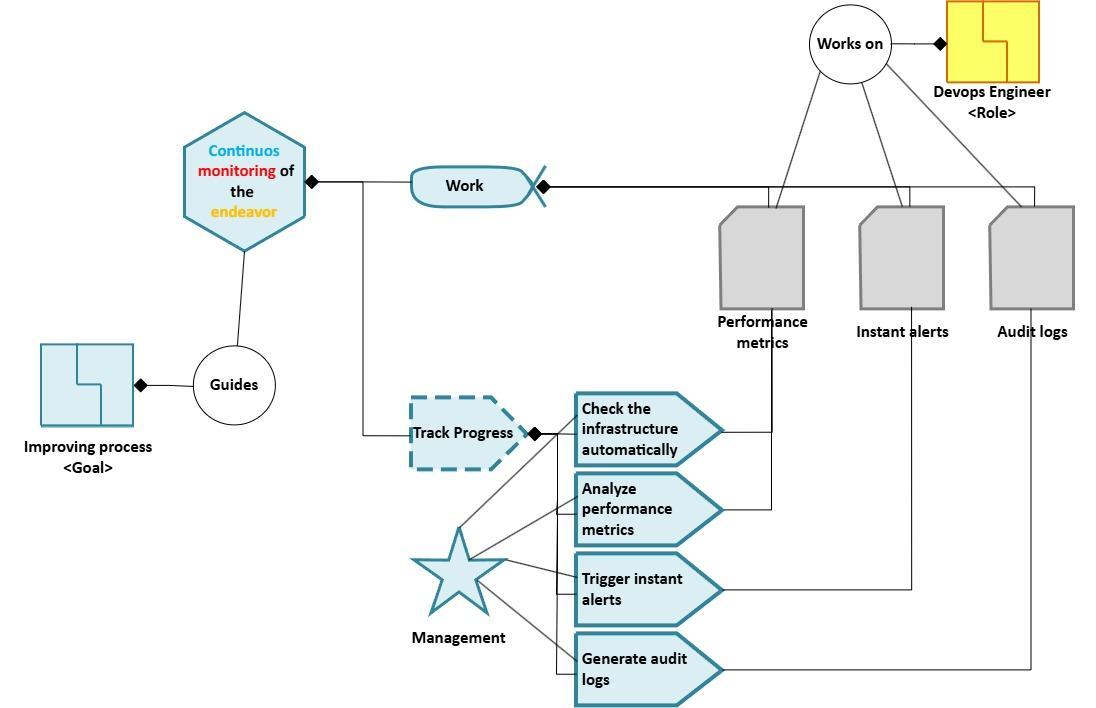 Works on
Devops Engineer
<Role>
Continuos
monitoring of
the
endeavor
Work
Performance
metrics
Instant alerts
Audit logs
Guides
Improving process
<Goal>
Track Progress
Check the
infrastructure
automatically
Analyze
performance
metrics
Trigger instant
alerts
Management
Generate audit
logs